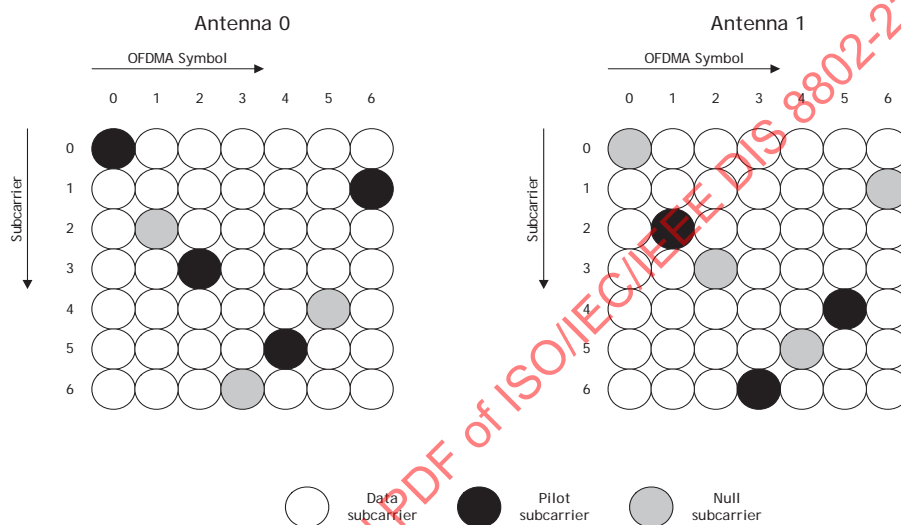 Antenna 0
Antenna 1
OFDMA Symbol
OFDMA Symbol
0 1 2 3 4 5 6
0 1 2 3 4 5 6
Subcarrier
0
1
2
3
4
5
6
Subcarrier
0
1
2
3
4
5
6
Data
subcarrier
Pilot
subcarrier
Null
subcarrier
PDF of ISO/IEC/IEEE DIS 8802-2